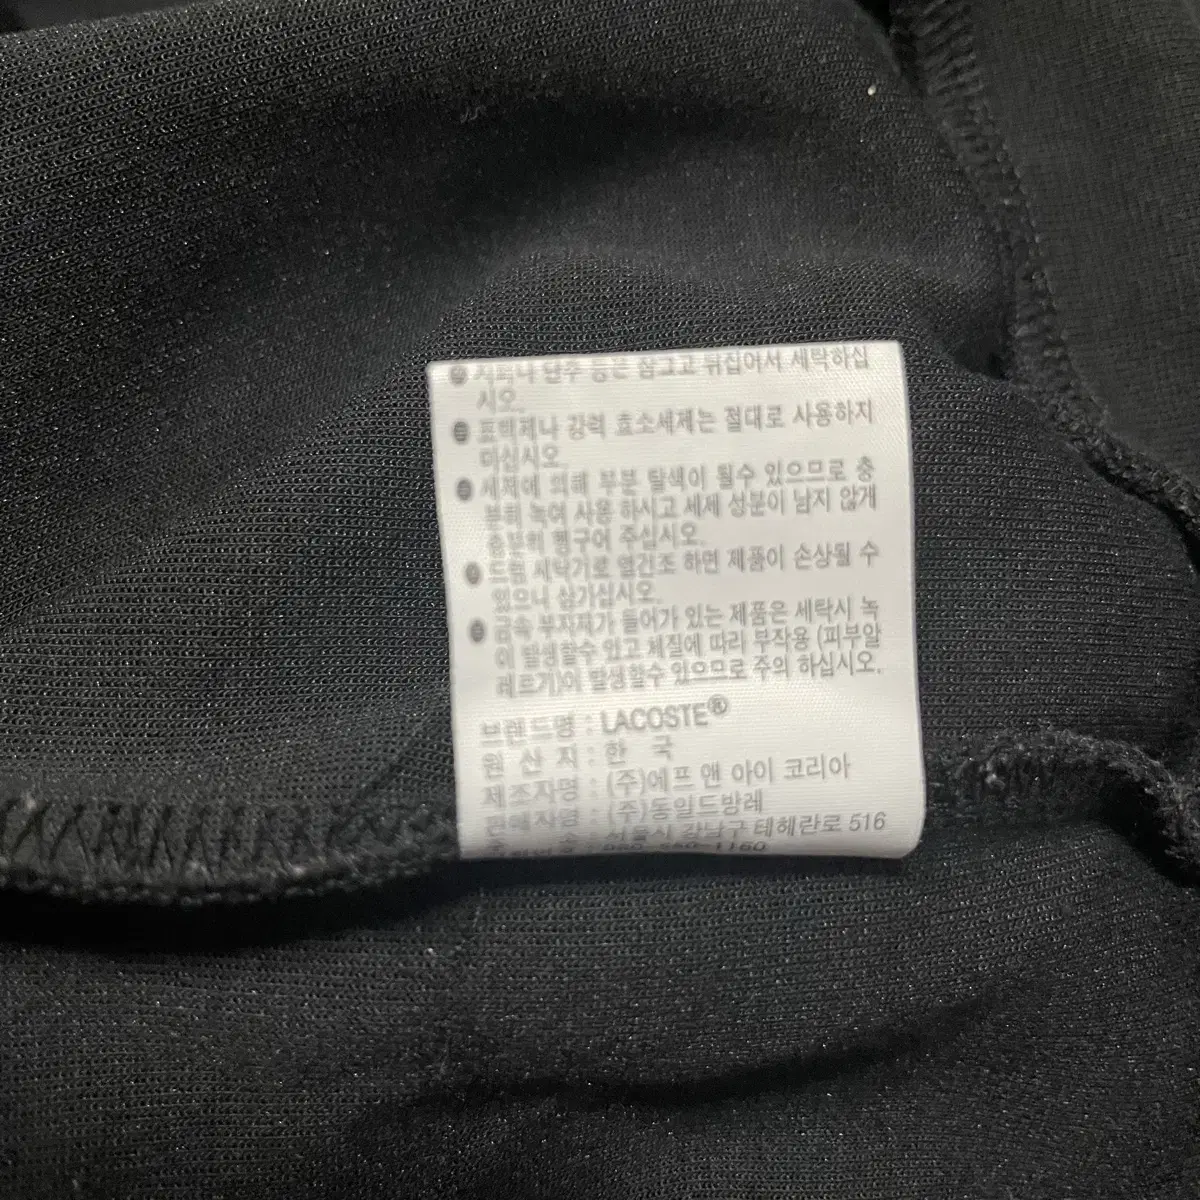 ● 지퍼나 단추 등은 잠그고 뒤집어서 세탁하십
시오.
● 표백제나 강력 효소세제는 절대로 사용하지
마십시오.
● 세제에 의해 부분 탈색이 될수 있으므로 충
분히 녹여 사용 하시고 세제 성분이 남지 않게
충분히 헹구어 주십시오.
● 드럼 세탁기로 열건조 하면 제품이 손상될 수
있으니 삼가십시오.
● 금속 부자재가 들어가 있는 제품은 세탁시 녹
이 발생할수 있고 체질에 따라 부작용 (피부알
레르기)이 발생할수 있으므로 주의 하십시오.
브랜드명 : LACOSTE®
원 산 지 : 한 국
제조자명 : (주)에프 앤 아이 코리아
판매자명 : (주)동일드방레
주 소 : 서울시 강남구 테헤란로 516